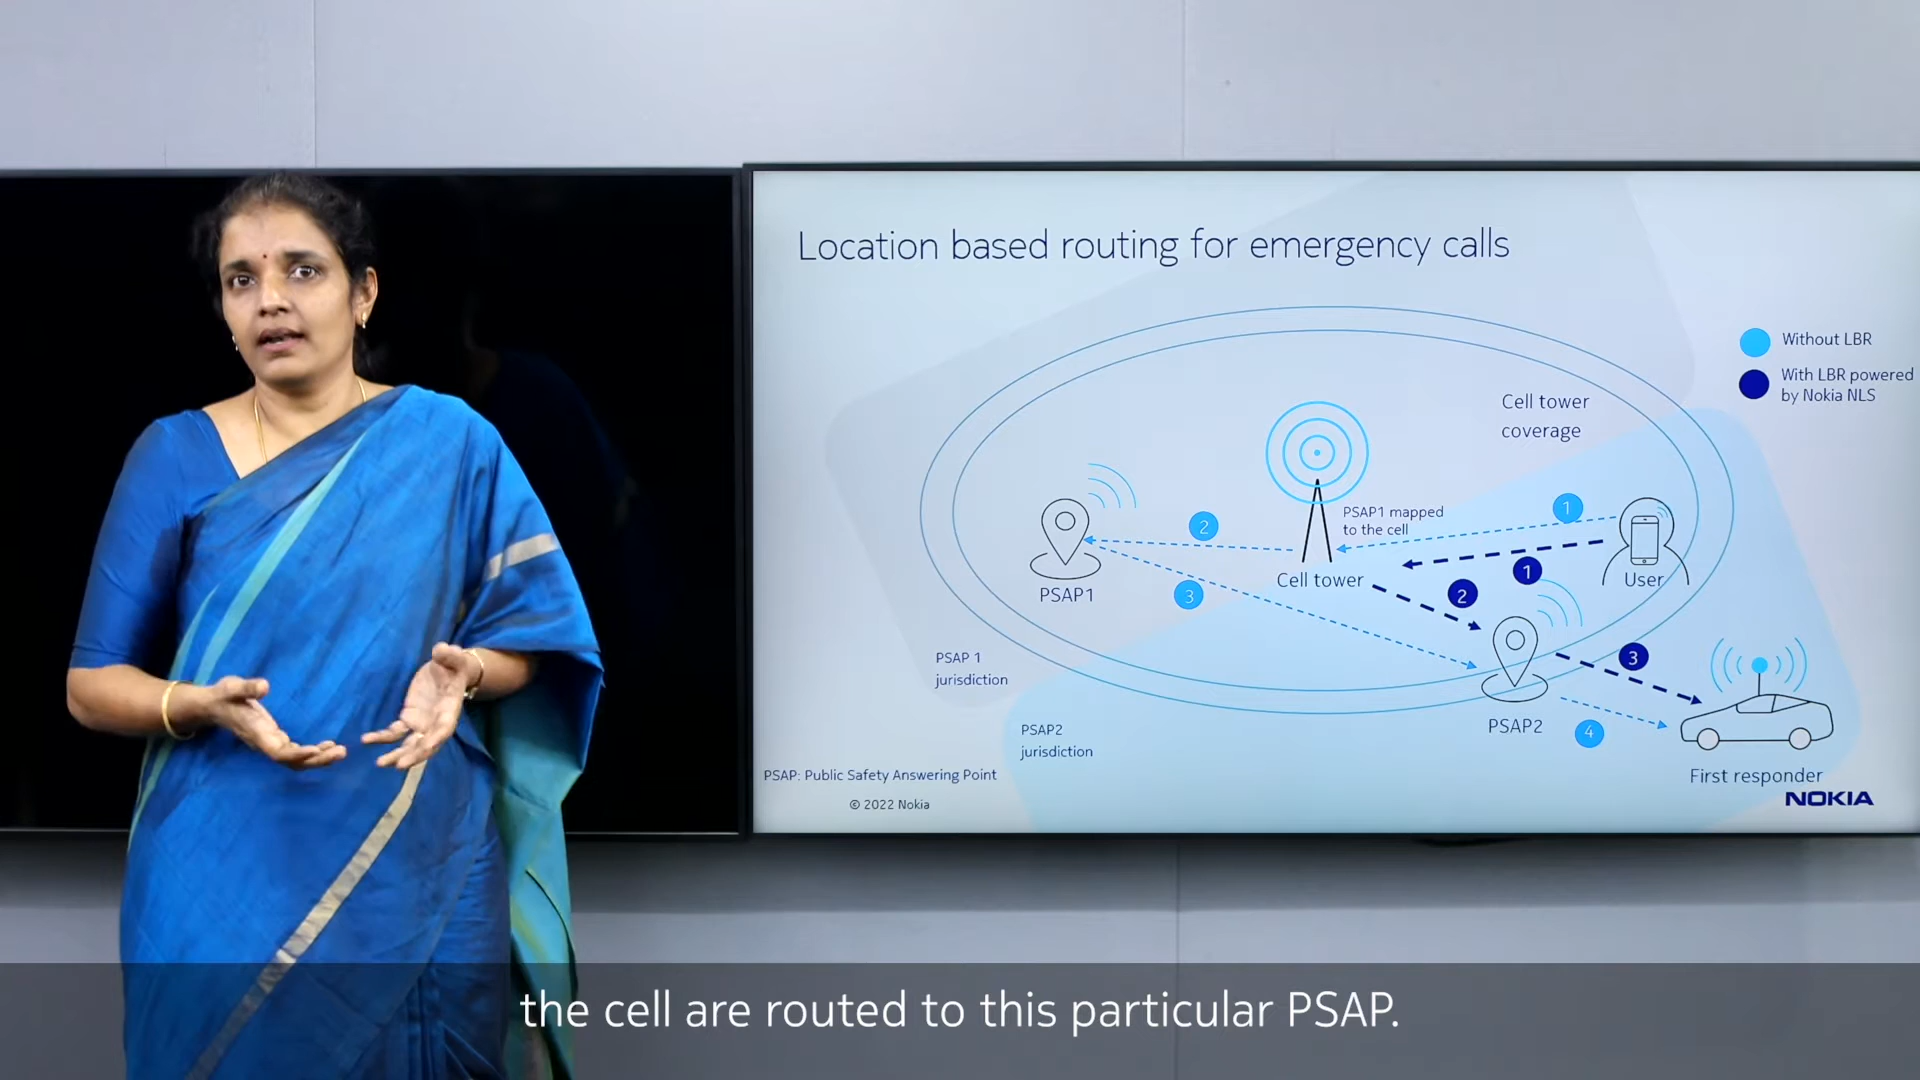 Location based routing for emergency calls
Without LBR
With LBR powered
by Nokia NLS
Cell tower
coverage
PSAP1 mapped
to the cell
1
2
3
1
2
3
4
PSAP1
Cell tower
User
PSAP 1
jurisdiction
PSAP2
PSAP2
jurisdiction
First responder
PSAP: Public Safety Answering Point
© 2022 Nokia
NOKIA
the cell are routed to this particular PSAP.